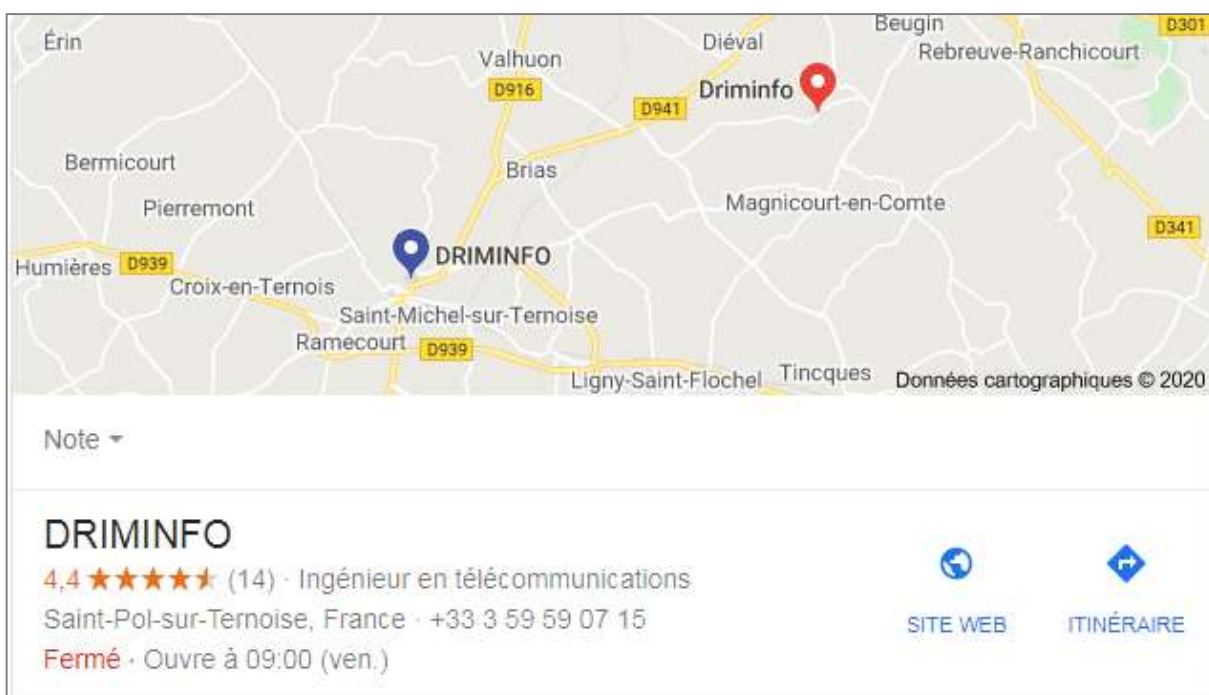 Beugin
D301
Érin
Diéval
Rebreuve-Ranchicourt
Valhuon
D916
Driminfo
D941
Bermicourt
Brias
Pierremont
Magnicourt-en-Comte
D341
DRIMINFO
Humières
D939
Croix-en-Ternois
Saint-Michel-sur-Ternoise
Ramecourt
D939
Ligny-Saint-Flochel
Tincques
Données cartographiques © 2020
Note
DRIMINFO
4,4 ★★★★★ (14) · Ingénieur en télécommunications
Saint-Pol-sur-Ternoise, France · +33 3 59 59 07 15
SITE WEB
ITINÉRAIRE
Fermé · Ouvre à 09:00 (ven.)